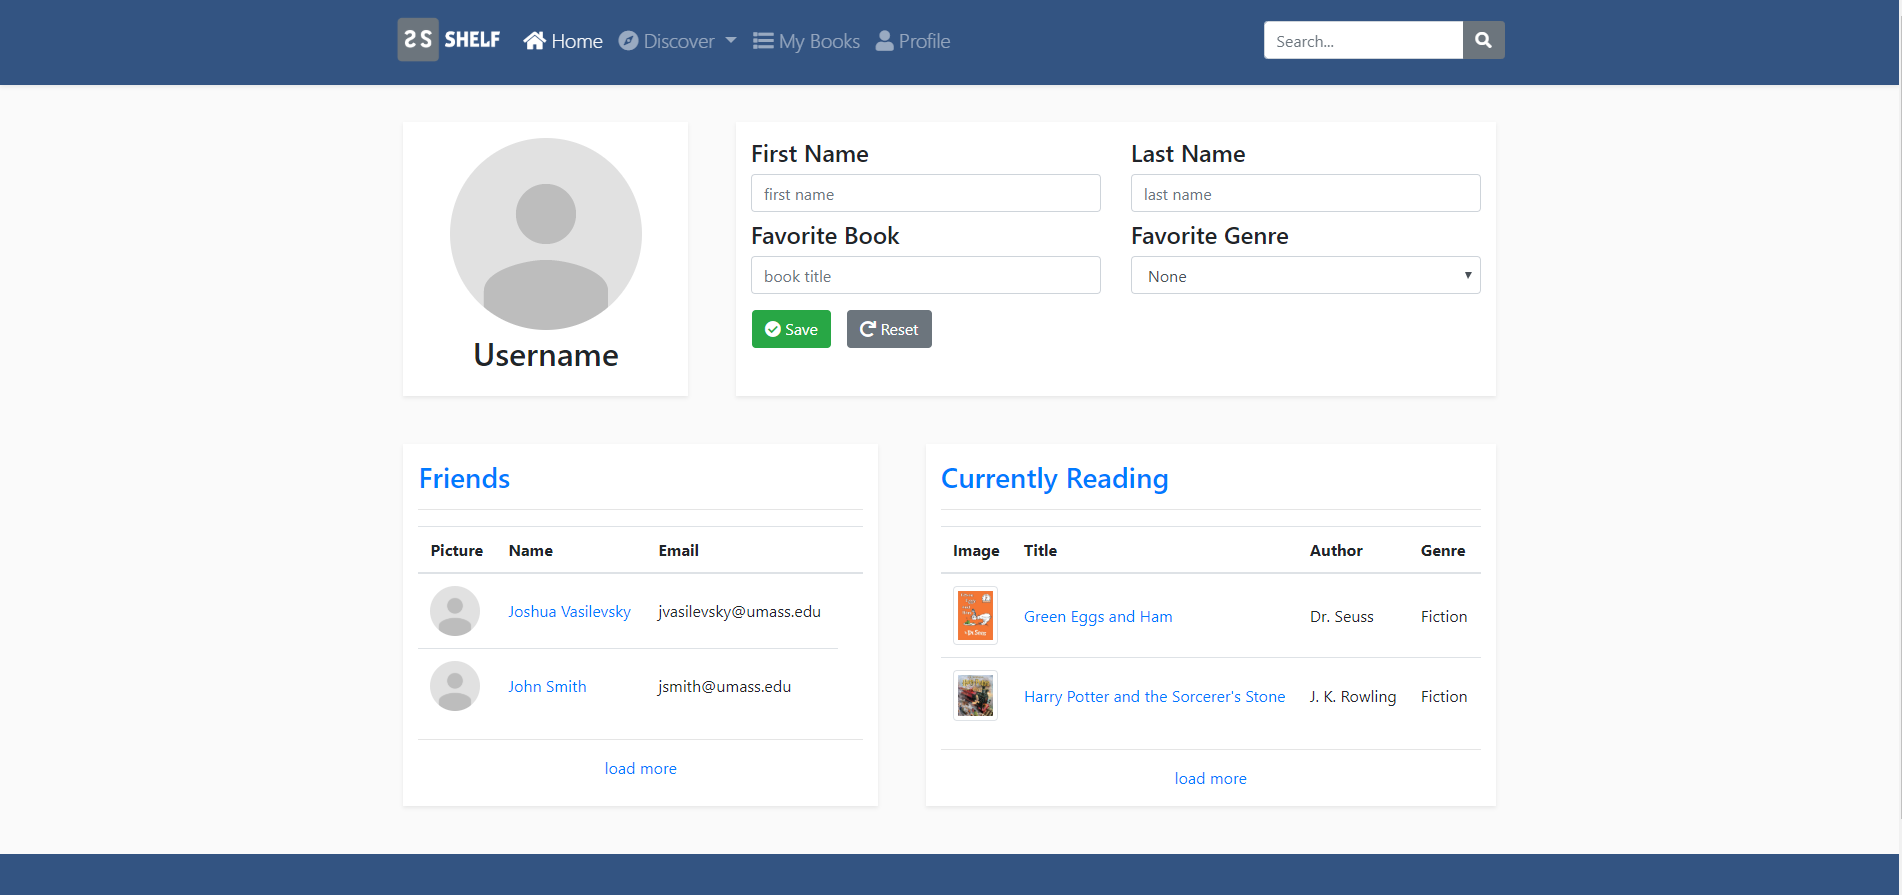 SS SHELF Home Discover My Books Profile Search...
First Name Last Name
first name last name
Favorite Book Favorite Genre
book title None
Save Reset
Username
Friends
Picture Name Email
Joshua Vasilevsky jvasilevsky@umass.edu
John Smith jsmith@umass.edu
load more
Currently Reading
Image Title Author Genre
Green Eggs and Ham Dr. Seuss Fiction
Harry Potter and the Sorcerer's Stone J. K. Rowling Fiction
load more